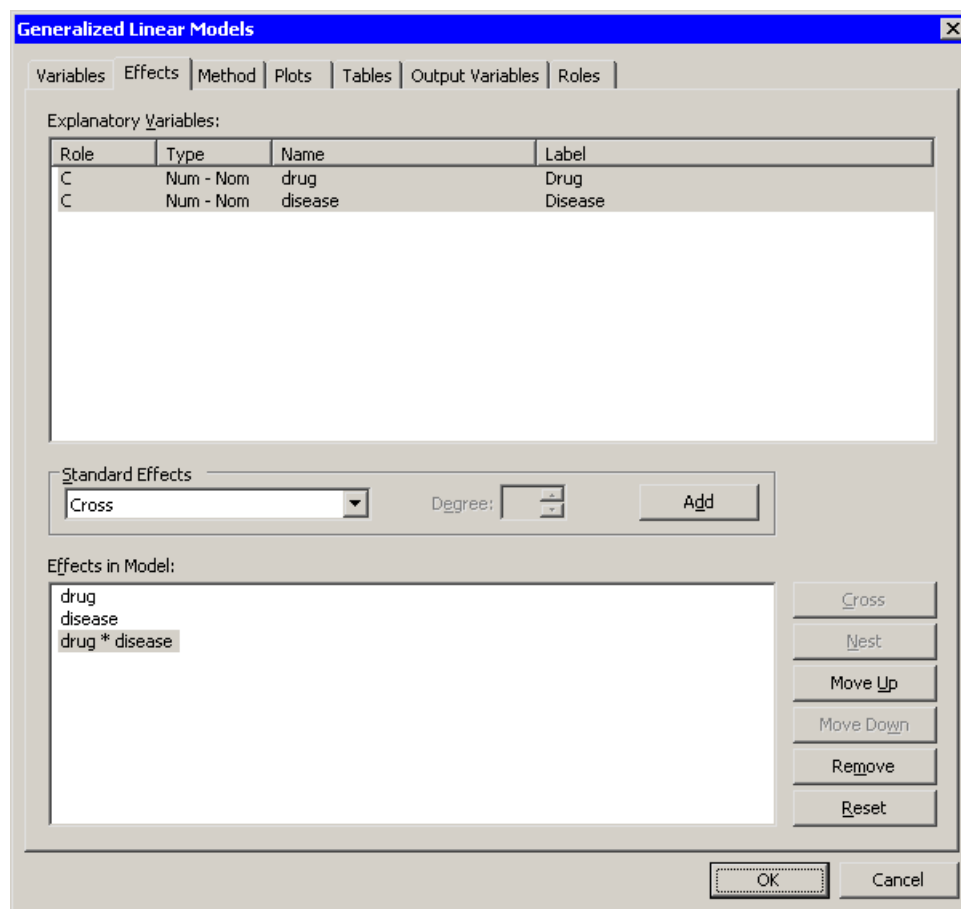 Generalized Linear Models
Variables Effects Method Plots Tables Output Variables Roles
Explanatory Variables:
Role Type Name Label
C Num - Nom drug Drug
C Num - Nom disease Disease
Standard Effects
Cross Degree: Add
Effects in Model:
drug
disease
drug * disease
Cross
Nest
Move Up
Move Down
Remove
Reset
OK Cancel